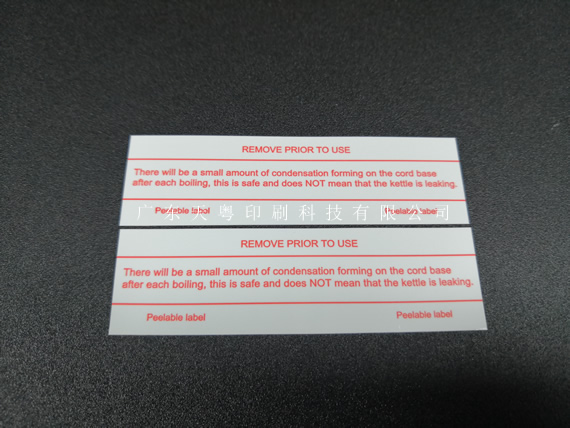 REMOVE PRIOR TO USE
There will be a small amount of condensation forming on the cord base
after each boiling, this is safe and does NOT mean that the kettle is leaking.
Peelable label Peelable label
广东天粤印刷科技有限公司
REMOVE PRIOR TO USE
There will be a small amount of condensation forming on the cord base
after each boiling, this is safe and does NOT mean that the kettle is leaking.
Peelable label Peelable label